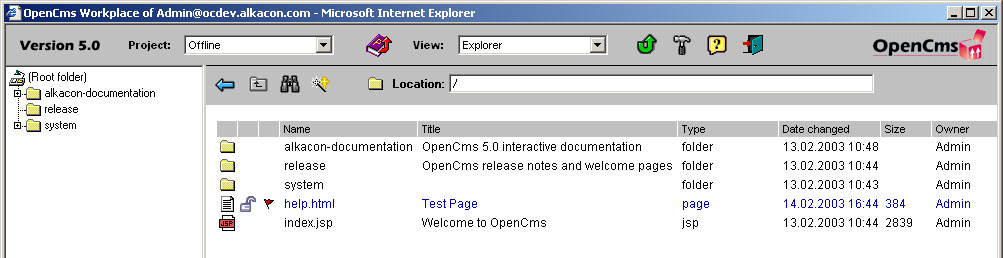 OpenCms Workplace of Admin@ocdev.alkacon.com - Microsoft Internet Explorer
Version 5.0 Project: Offline View: Explorer ? OpenCms
(Root folder)
alkacon-documentation
release
system
Location: /
Name Title Type Date changed Size Owner
alkacon-documentation OpenCms 5.0 interactive documentation folder 13.02.2003 10:48 Admin
release OpenCms release notes and welcome pages folder 13.02.2003 10:44 Admin
system folder 13.02.2003 10:43 Admin
help.html Test Page page 14.02.2003 16:44 384 Admin
JSP index.jsp Welcome to OpenCms jsp 13.02.2003 10:44 2839 Admin